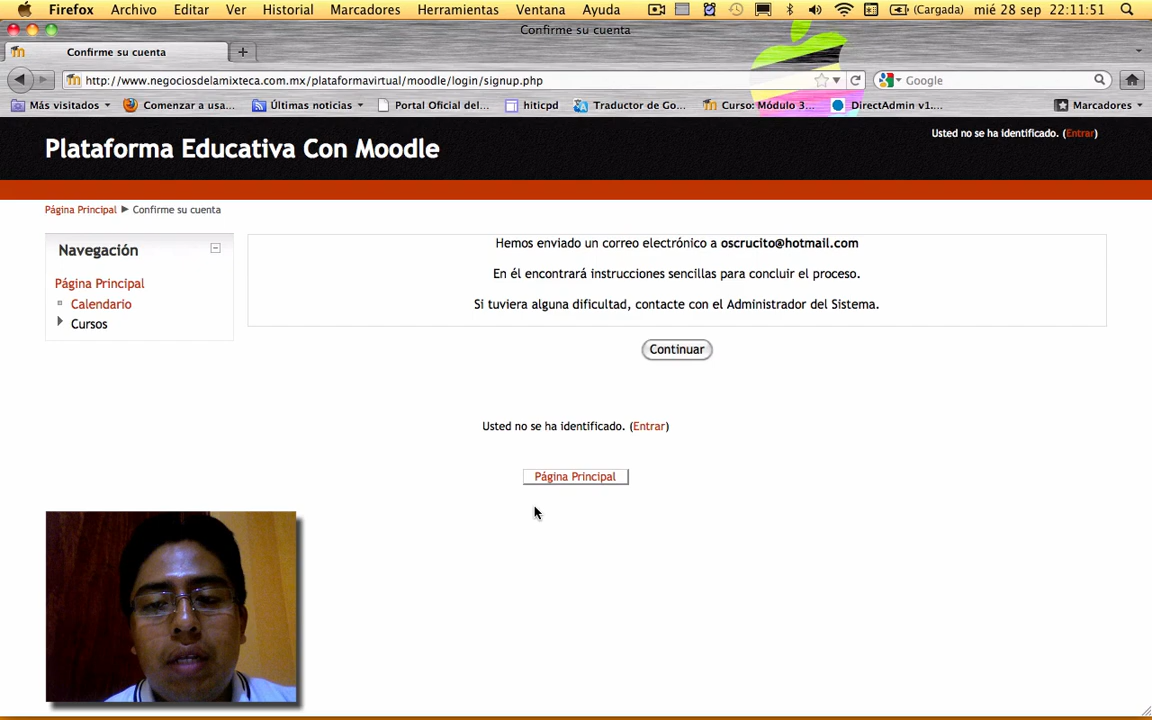 Firefox Archivo Editar Ver Historial Marcadores Herramientas Ventana Ayuda (Cargada) mié 28 sep 22:11:51
Confirme su cuenta
Confirme su cuenta
http://www.negociosdelamixteca.com.mx/plataformavirtual/moodle/login/signup.php Google
Más visitados Comenzar a usa... Últimas noticias Portal Oficial del... hiticpd Traductor de Go... Curso: Módulo 3... DirectAdmin v1.... Marcadores
Usted no se ha identificado. (Entrar)
Plataforma Educativa Con Moodle
Página Principal ► Confirme su cuenta
Navegación
Página Principal
Calendario
Cursos
Hemos enviado un correo electrónico a oscrucito@hotmail.com
En él encontrará instrucciones sencillas para concluir el proceso.
Si tuviera alguna dificultad, contacte con el Administrador del Sistema.
Continuar
Usted no se ha identificado. (Entrar)
Página Principal